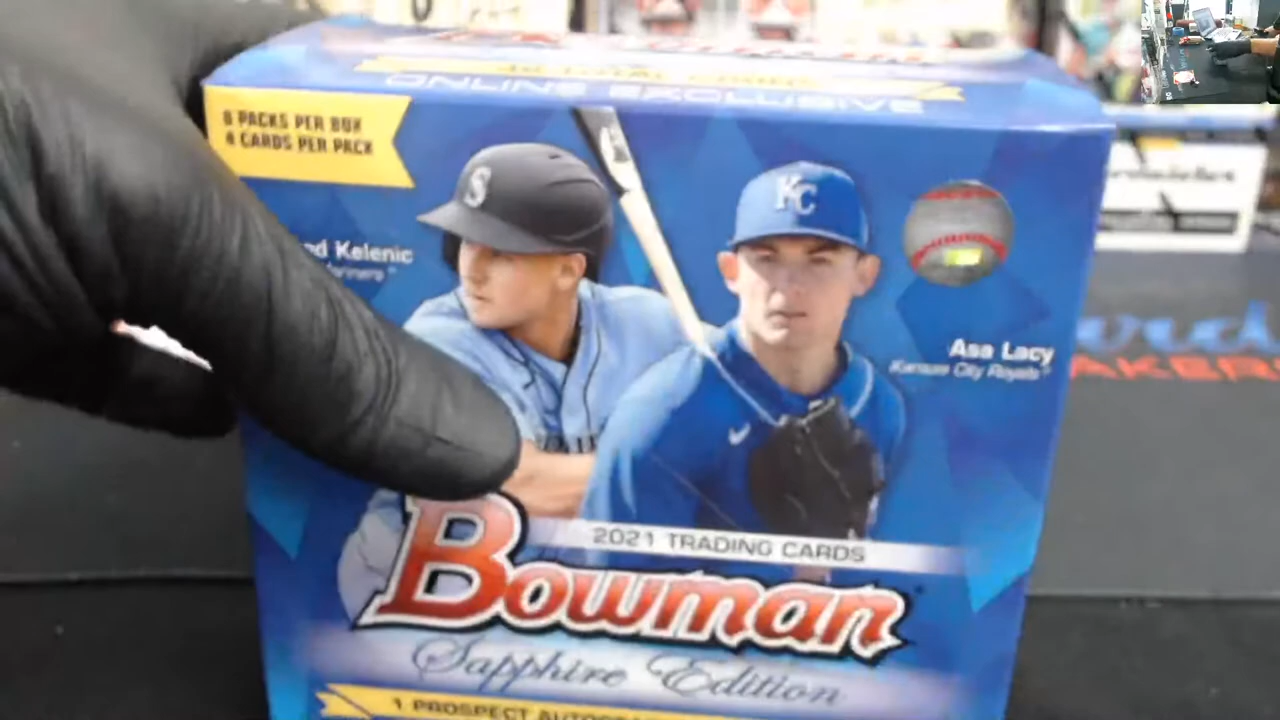 ONLINE EXCLUSIVE
8 PACKS PER BOX
4 CARDS PER PACK
S
KC
Kelenic
Asa Lacy
Kansas City Royals
2021 TRADING CARDS
Bowman
Sapphire Edition
1 PROSPECT